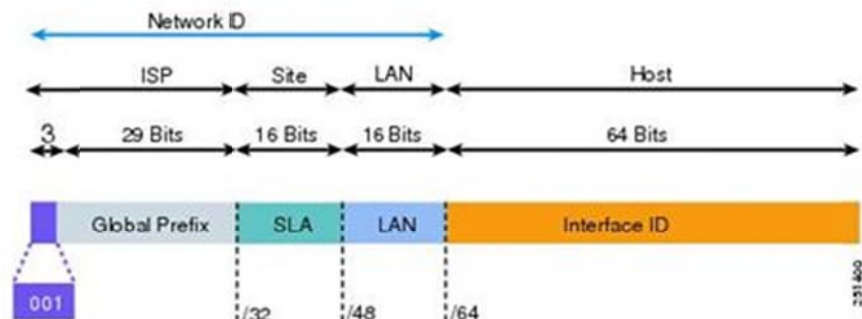 Network ID
ISP Site LAN Host
3 29 Bits 16 Bits 16 Bits 64 Bits
Global Prefix SLA LAN Interface ID
001 /32 /48 /64